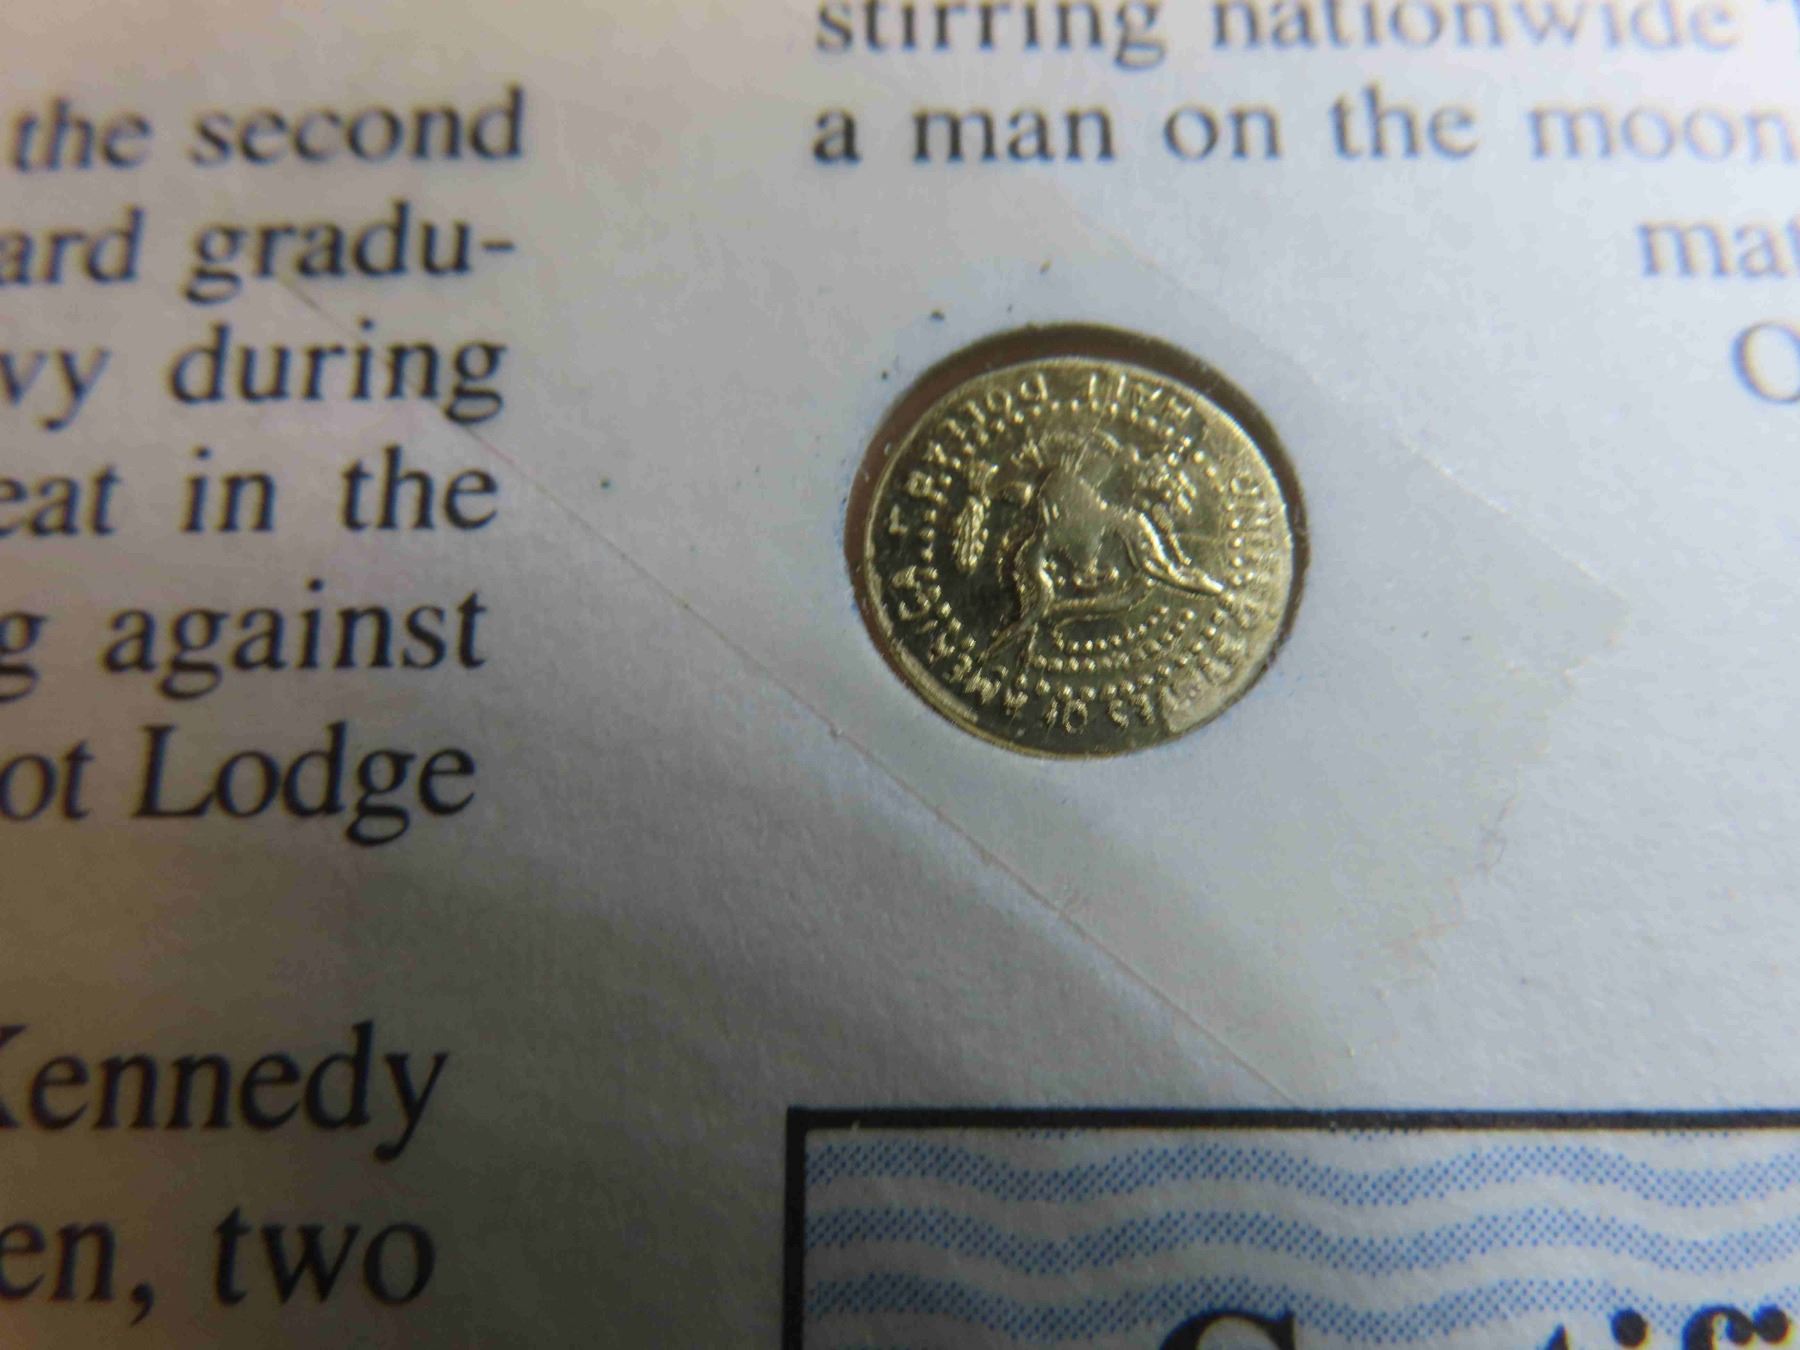 the second
ard gradu-
vy during
eat in the
g against
ot Lodge
Kennedy
en, two
stirring nationwide
a man on the moon
mat
O
UNITED STATES OF AMERICA
HALF DOLLAR